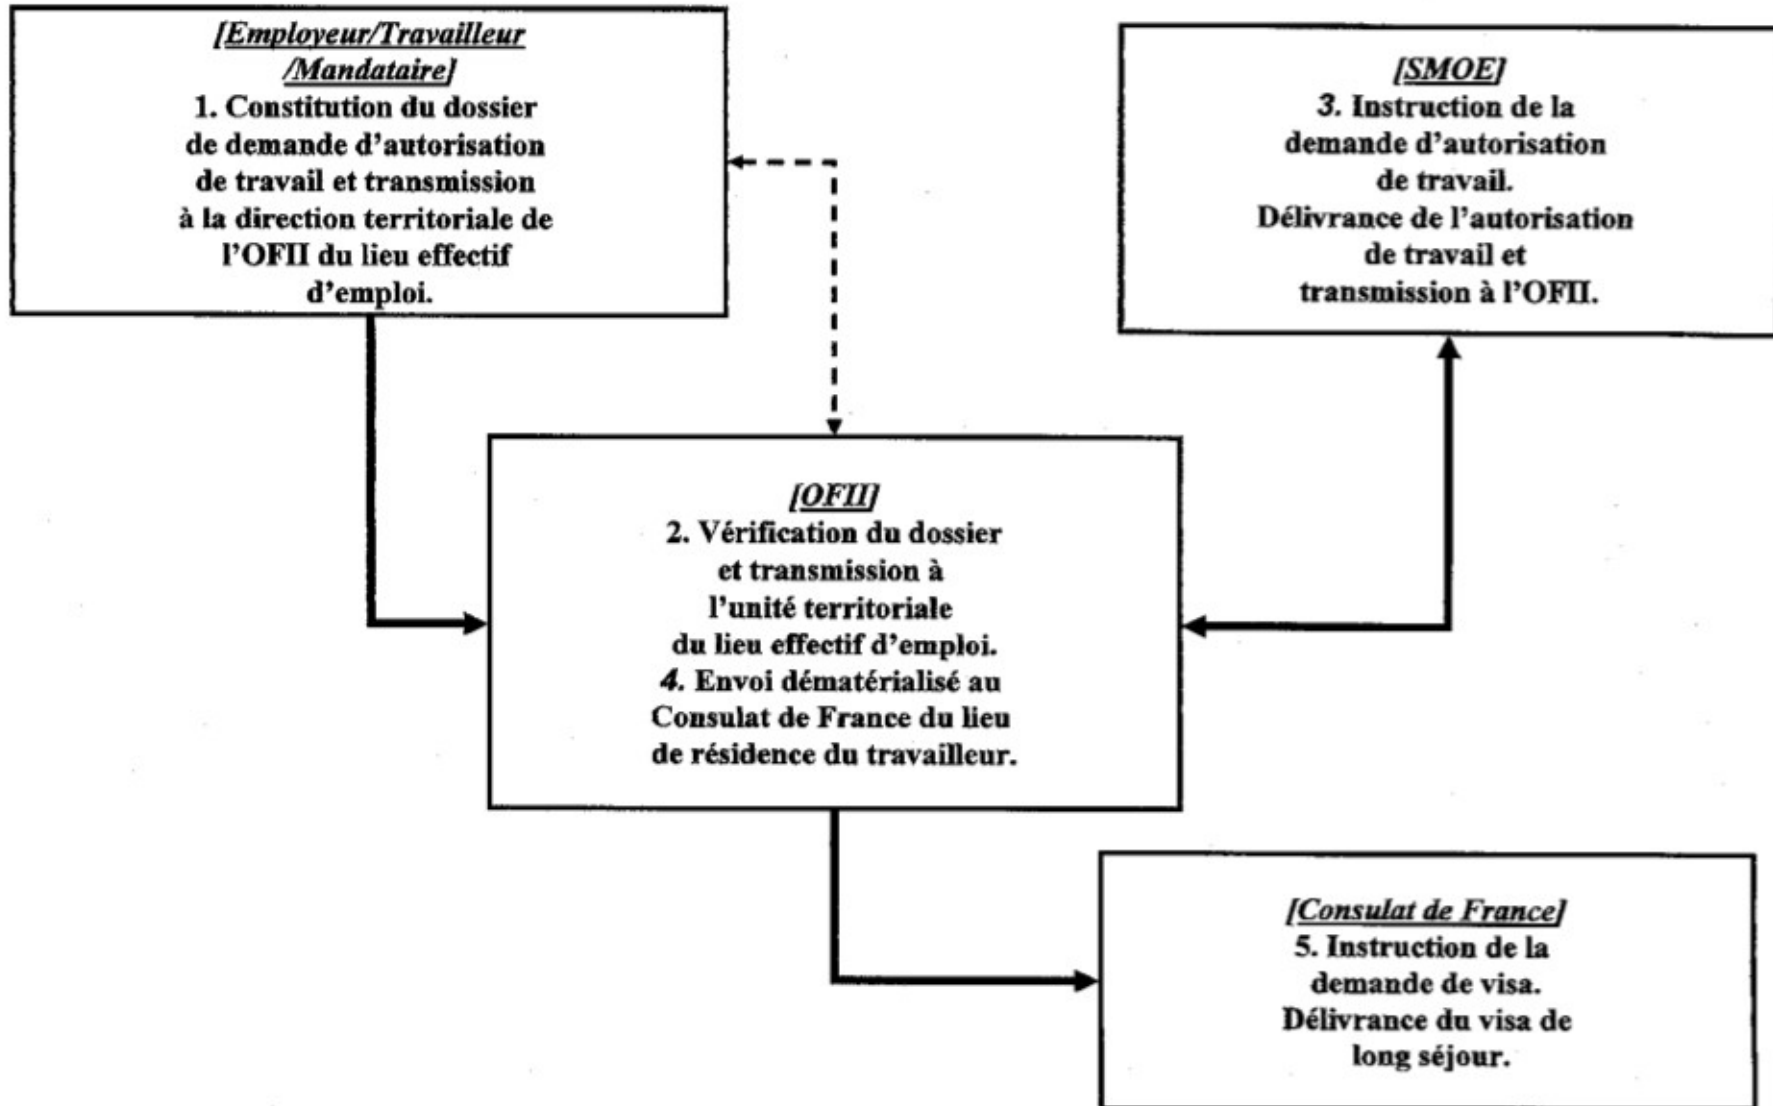 [Employeur/Travailleur
/Mandataire]
1. Constitution du dossier
de demande d'autorisation
de travail et transmission
à la direction territoriale de
l'OFII du lieu effectif
d'emploi.
[SMOE]
3. Instruction de la
demande d'autorisation
de travail.
Délivrance de l'autorisation
de travail et
transmission à l'OFII.
[OFII]
2. Vérification du dossier
et transmission à
l'unité territoriale
du lieu effectif d'emploi.
4. Envoi dématérialisé au
Consulat de France du lieu
de résidence du travailleur.
[Consulat de France]
5. Instruction de la
demande de visa.
Délivrance du visa de
long séjour.